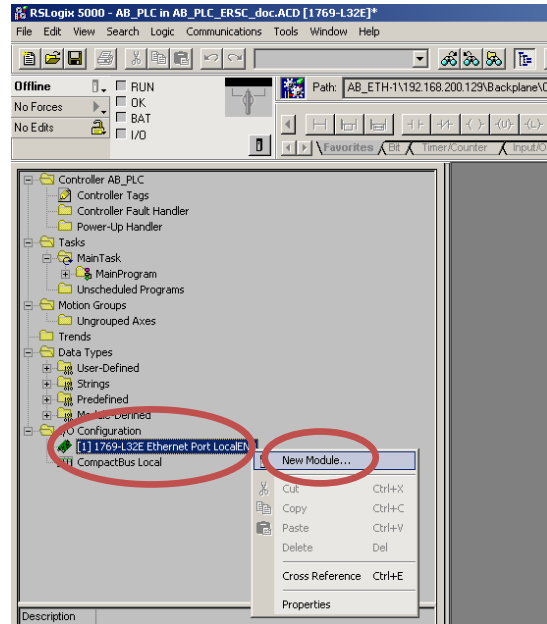 RSLogix 5000 - AB_PLC in AB_PLC_ERSC_doc.ACD [1769-L32E]*
File Edit View Search Logic Communications Tools Window Help
Offline RUN Path: AB_ETH-1\192.168.200.129\Backplane\0
No Forces OK
No Edits BAT
I/O
Favorites Bit Timer/Counter Input/O
Controller AB_PLC
Controller Tags
Controller Fault Handler
Power-Up Handler
Tasks
MainTask
MainProgram
Unscheduled Programs
Motion Groups
Ungrouped Axes
Trends
Data Types
User-Defined
Strings
Predefined
Module-Defined
I/O Configuration
[1] 1769-L32E Ethernet Port LocalEN
CompactBus Local
New Module...
Cut Ctrl+X
Copy Ctrl+C
Paste Ctrl+V
Delete Del
Cross Reference Ctrl+E
Properties
Description